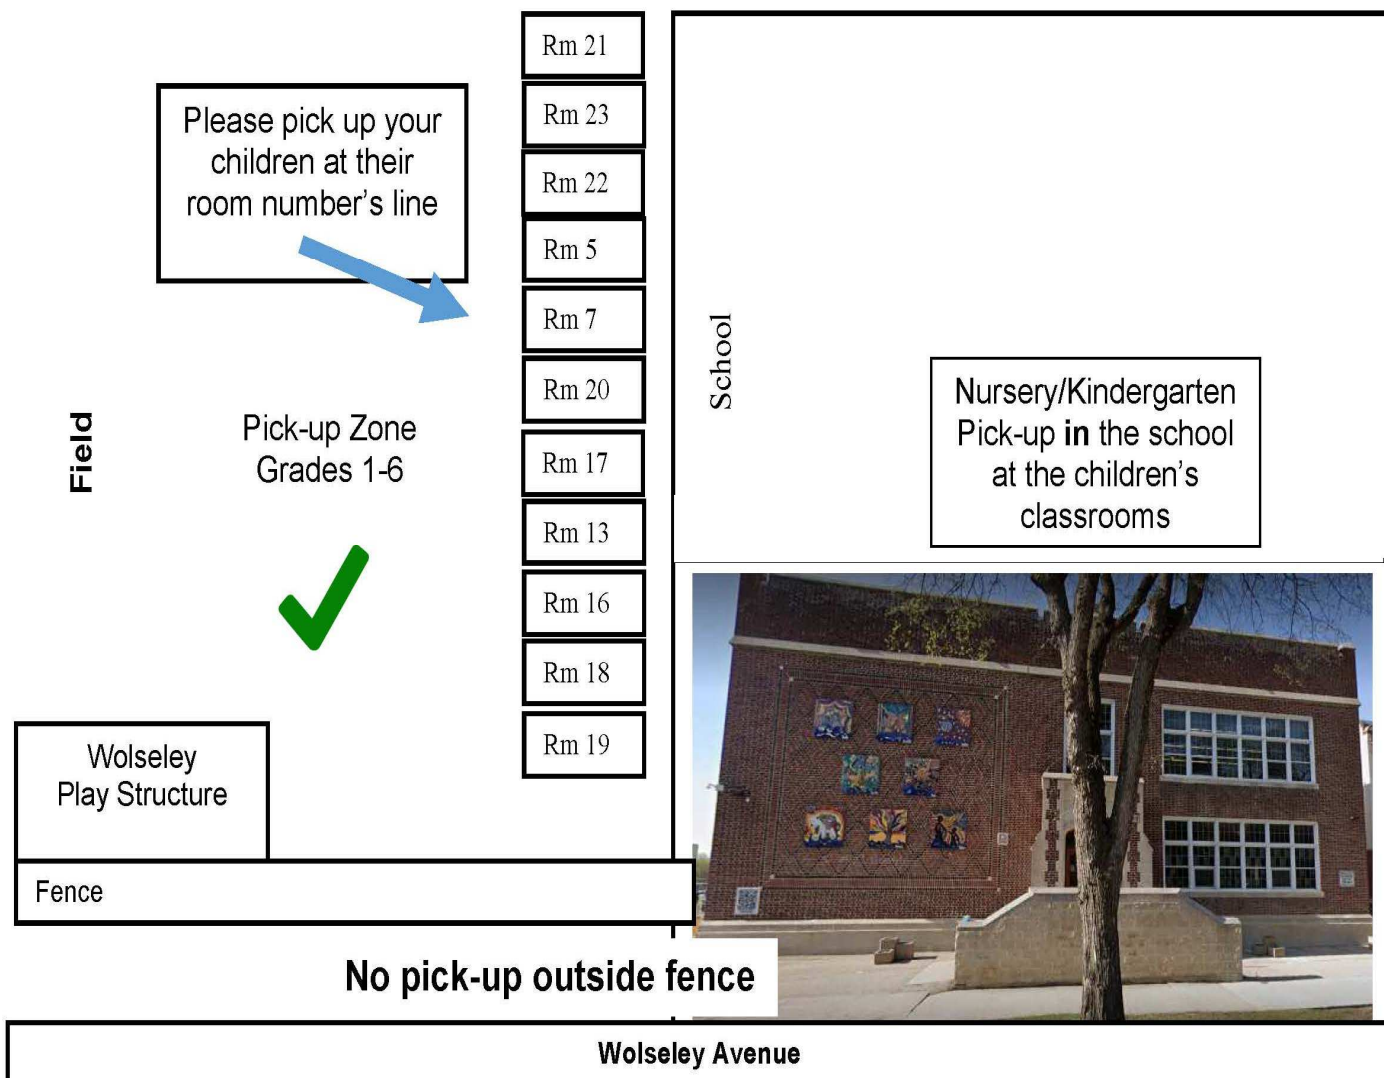 Rm 21
Please pick up your
children at their
room number's line
Rm 23
Rm 22
Rm 5
Rm 7
Rm 20
Rm 17
Rm 13
Rm 16
Rm 18
Rm 19
Field
Pick-up Zone
Grades 1-6
School
Nursery/Kindergarten
Pick-up in the school
at the children's
classrooms
Wolseley
Play Structure
Fence
No pick-up outside fence
Wolseley Avenue